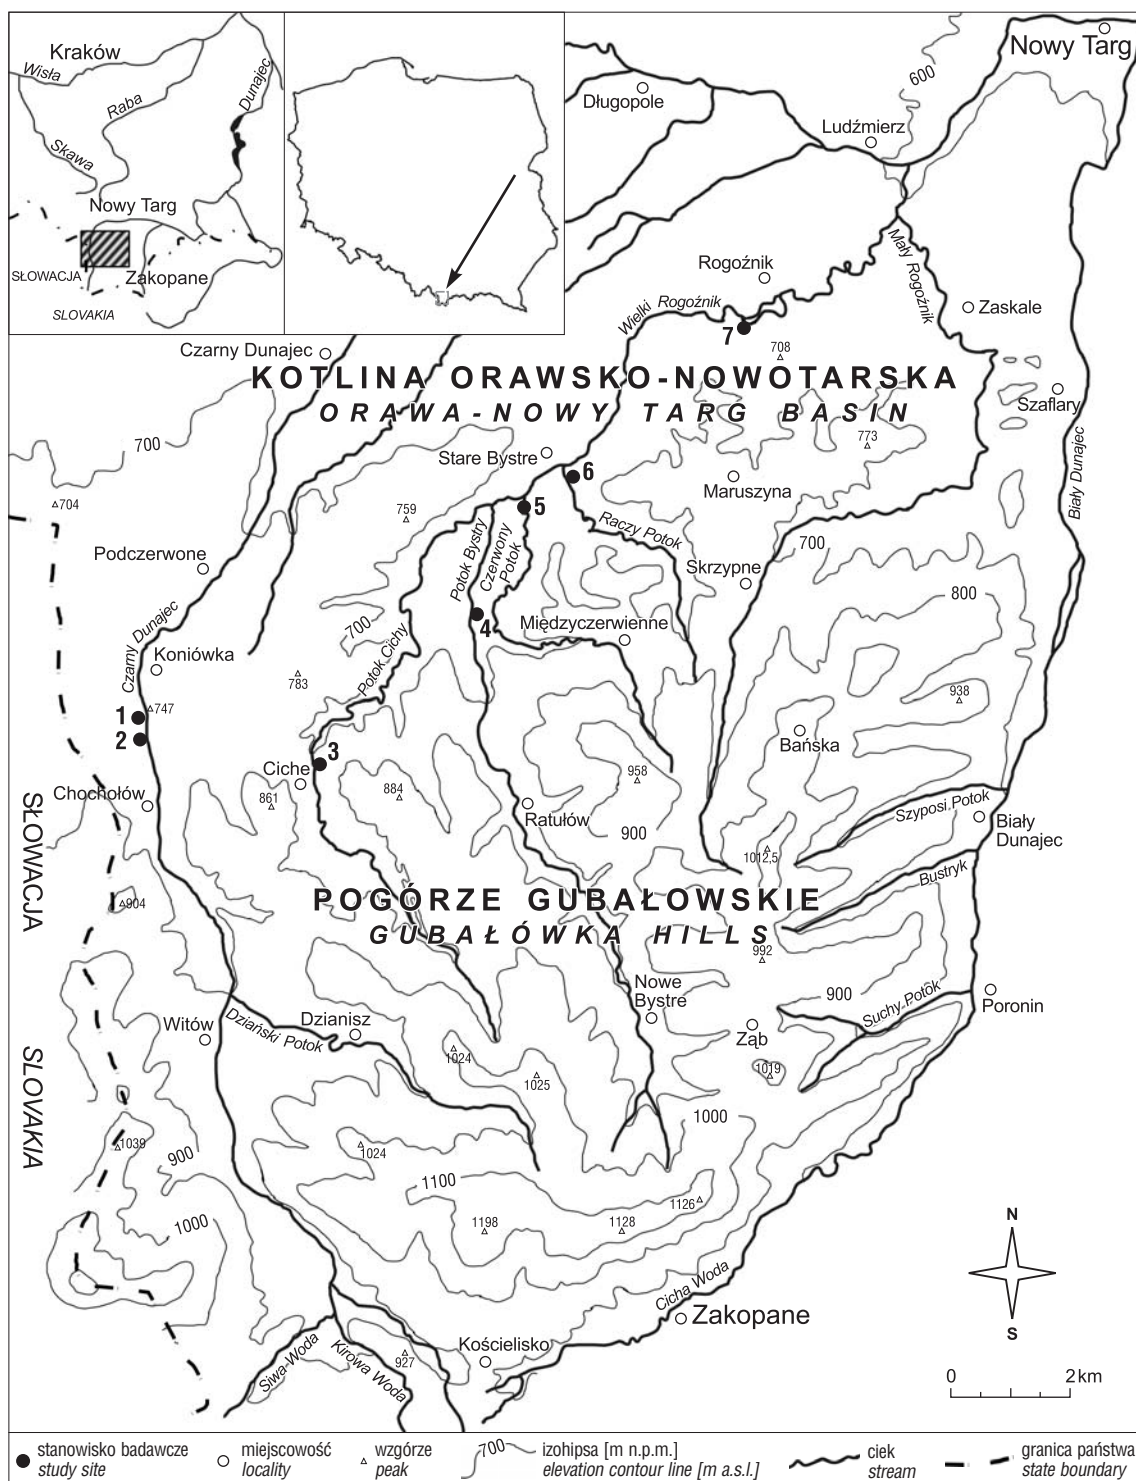 Kraków
Wisła
Raba
Dunajec
Skawa
Nowy Targ
SŁOWACJA
Zakopane
SLOVAKIA
Nowy Targ
600
Długopole
Ludźmierz
Mały Rogoźnik
Rogoźnik
Wielki Rogoźnik
Zaskale
7
708
Czarny Dunajec
KOTLINA ORAWSKO-NOWOTARSKA
ORAWA-NOWY TARG BASIN
Szaflary
700
773
Stare Bystre
6
Maruszyna
Biały Dunajec
704
759
5
Raczy Potok
Potok Bystry
Czerwony Potok
Podczerwone
700
Skrzypne
800
Czarny Dunajec
700
4
Międzyczerwienne
Koniówka
Potok Cichy
783
938
1
747
2
Bańska
3
Ciche
958
884
861
Chochołów
Ratułów
900
Szyposi Potok
Biały
Dunajec
1012,5
Bustryk
SŁOWACJA
904
POGÓRZE GUBAŁOWSKIE
GUBAŁÓWKA HILLS
992
Nowe
Bystre
900
Suchy Potok
Poronin
Witów
Dziański Potok
Dzianisz
Ząb
1024
1025
1019
SLOVAKIA
1000
1039
900
1024
1100
1126
1000
1198
1128
N
S
Cicha Woda
Zakopane
Kościelisko
Siwa-Woda
Kirowa Woda
927
0 2 km
stanowisko badawcze
study site
miejscowość
locality
wzgórze
peak
700
izohipsa [m n.p.m.]
elevation contour line [m a.s.l.]
ciek
stream
granica państwa
state boundary